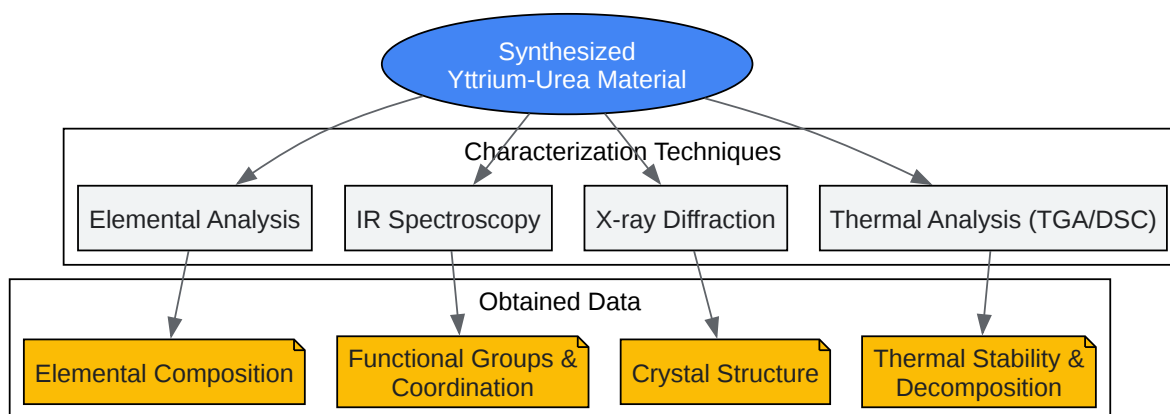 Synthesized
Yttrium-Urea Material
Characterization Techniques
Elemental Analysis
IR Spectroscopy
X-ray Diffraction
Thermal Analysis (TGA/DSC)
Obtained Data
Elemental Composition
Functional Groups &
Coordination
Crystal Structure
Thermal Stability &
Decomposition